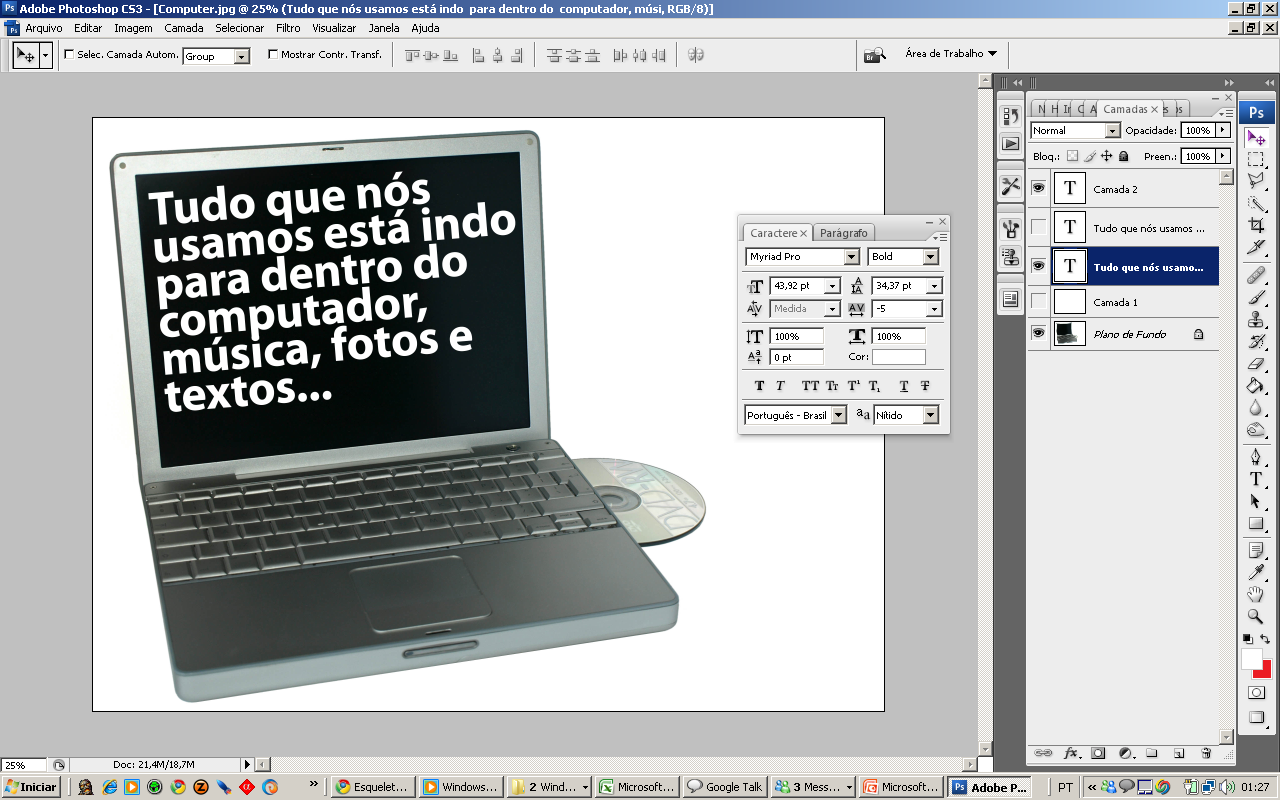 Adobe Photoshop CS3 - [Computer.jpg @ 25% (Tudo que nós usamos está indo para dentro do computador, músi, RGB/8)]
Arquivo Editar Imagem Camada Selecionar Filtro Visualizar Janela Ajuda
Selec. Camada Autom. Group Mostrar Contr. Transf. Área de Trabalho
Tudo que nós
usamos está indo
para dentro do
computador,
música, fotos e
textos...
Caractere Parágrafo
Myriad Pro Bold
43,92 pt 34,37 pt
Medida -5
100% 100%
0 pt Cor:
Português - Brasil Nítido
Camadas
Normal Opacidade: 100%
Bloq.: Preen.: 100%
Camada 2
Tudo que nós usamos ...
Tudo que nós usamo...
Camada 1
Plano de Fundo
Ps
25% Doc: 21,4M/18,7M
Iniciar Esquelet... Windows... 2 Wind... Microsoft... Google Talk 3 Mess... Microsoft... Adobe P... PT 01:27